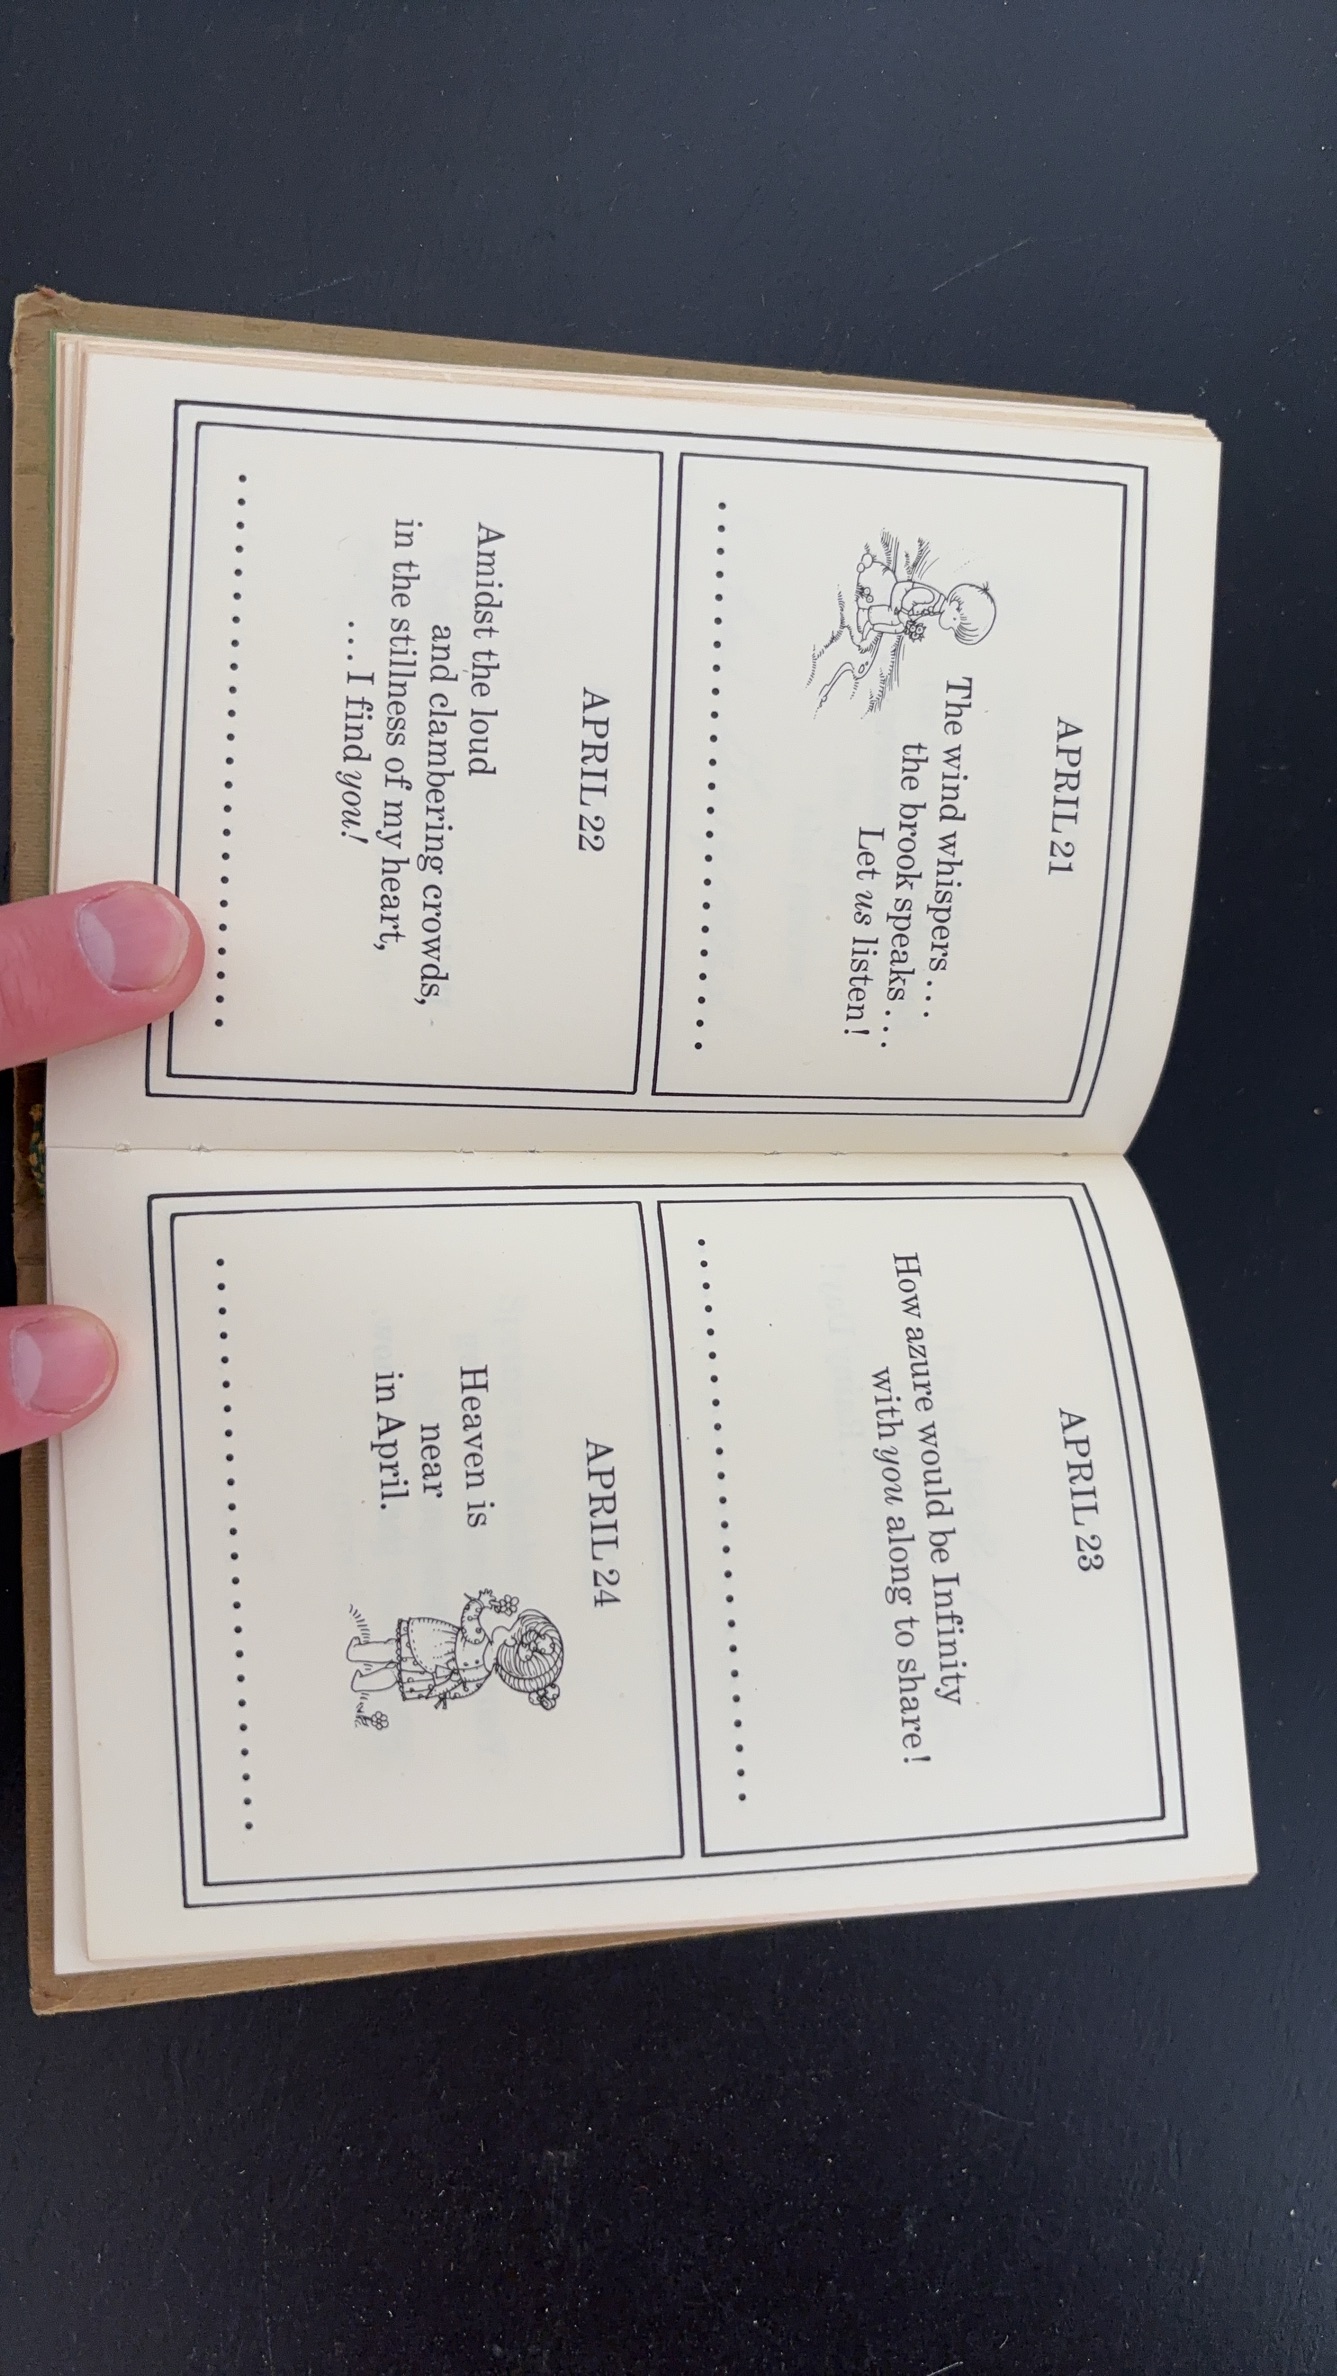 APRIL 21
The wind whispers...
the brook speaks...
Let us listen!
APRIL 22
Amidst the loud
and clambering crowds,
in the stillness of my heart,
...I find you!
APRIL 23
How azure would be Infinity
with you along to share!
APRIL 24
Heaven is
near
in April.